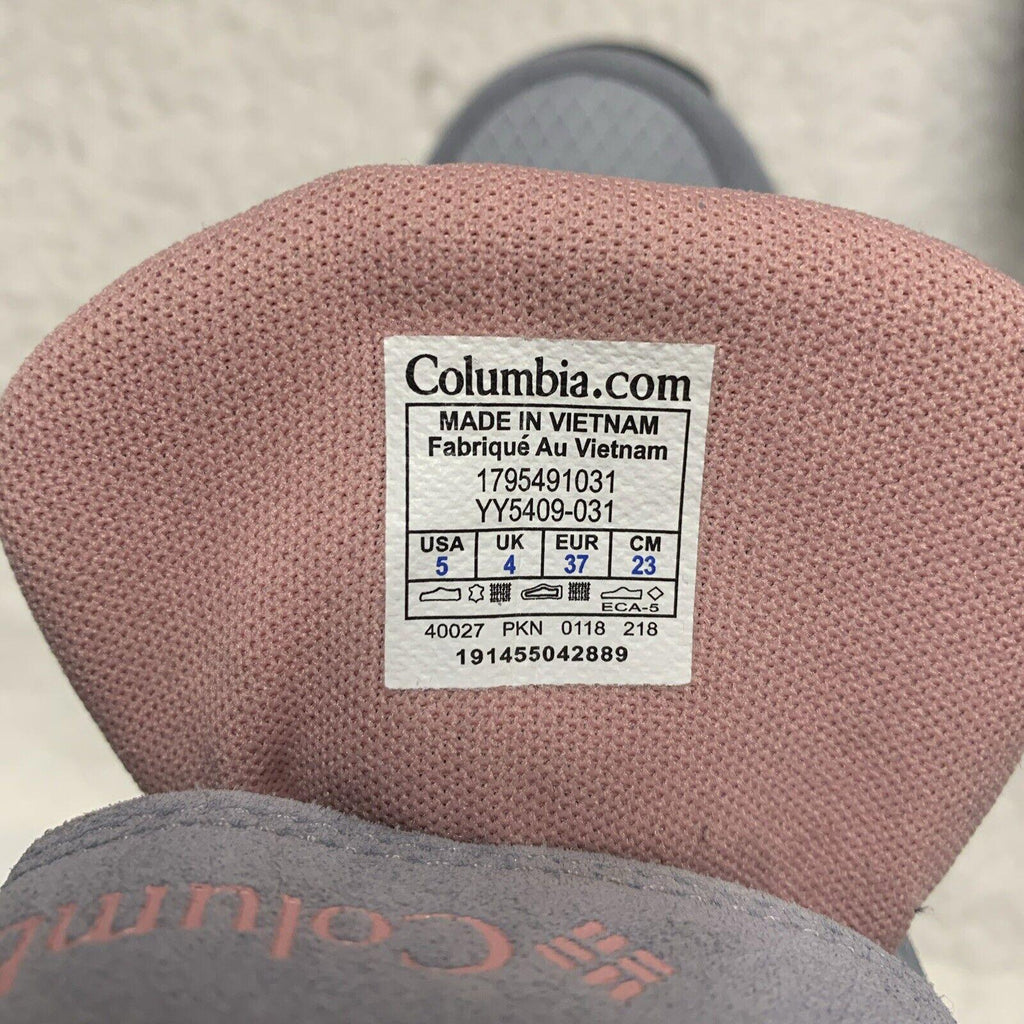 Columbia.com
MADE IN VIETNAM
Fabriqué Au Vietnam
1795491031
YY5409-031
USA UK EUR CM
5 4 37 23
ECA-5
40027 PKN 0118 218
191455042889
Columb